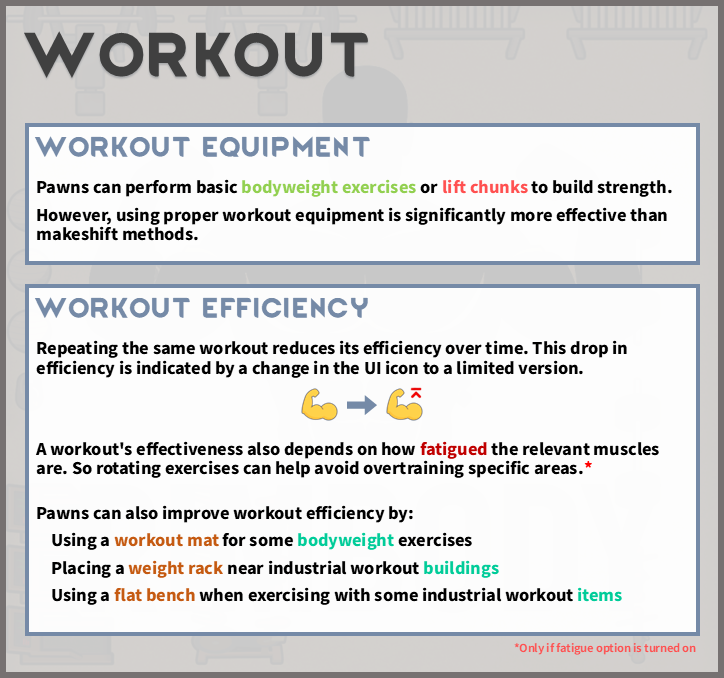 WORKOUT
WORKOUT EQUIPMENT
Pawns can perform basic bodyweight exercises or lift chunks to build strength.
However, using proper workout equipment is significantly more effective than
makeshift methods.
WORKOUT EFFICIENCY
Repeating the same workout reduces its efficiency over time. This drop in
efficiency is indicated by a change in the UI icon to a limited version.
A workout's effectiveness also depends on how fatigued the relevant muscles
are. So rotating exercises can help avoid overtraining specific areas.*
Pawns can also improve workout efficiency by:
Using a workout mat for some bodyweight exercises
Placing a weight rack near industrial workout buildings
Using a flat bench when exercising with some industrial workout items
*Only if fatigue option is turned on